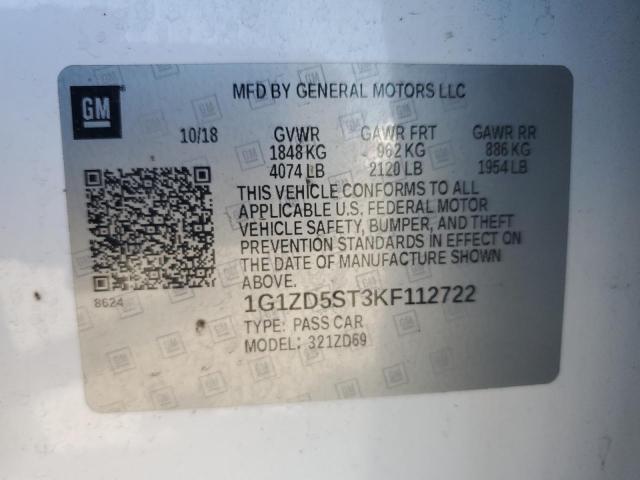 GM
MFD BY GENERAL MOTORS LLC
10/18 GVWR GAWR FRT GAWR RR
1848 KG 962 KG 886 KG
4074 LB 2120 LB 1954 LB
THIS VEHICLE CONFORMS TO ALL
APPLICABLE U.S. FEDERAL MOTOR
VEHICLE SAFETY, BUMPER, AND THEFT
PREVENTION STANDARDS IN EFFECT ON
THE DATE OF MANUFACTURE SHOWN
ABOVE.
8624
1G1ZD5ST3KF112722
TYPE: PASS CAR
MODEL: 321ZD69